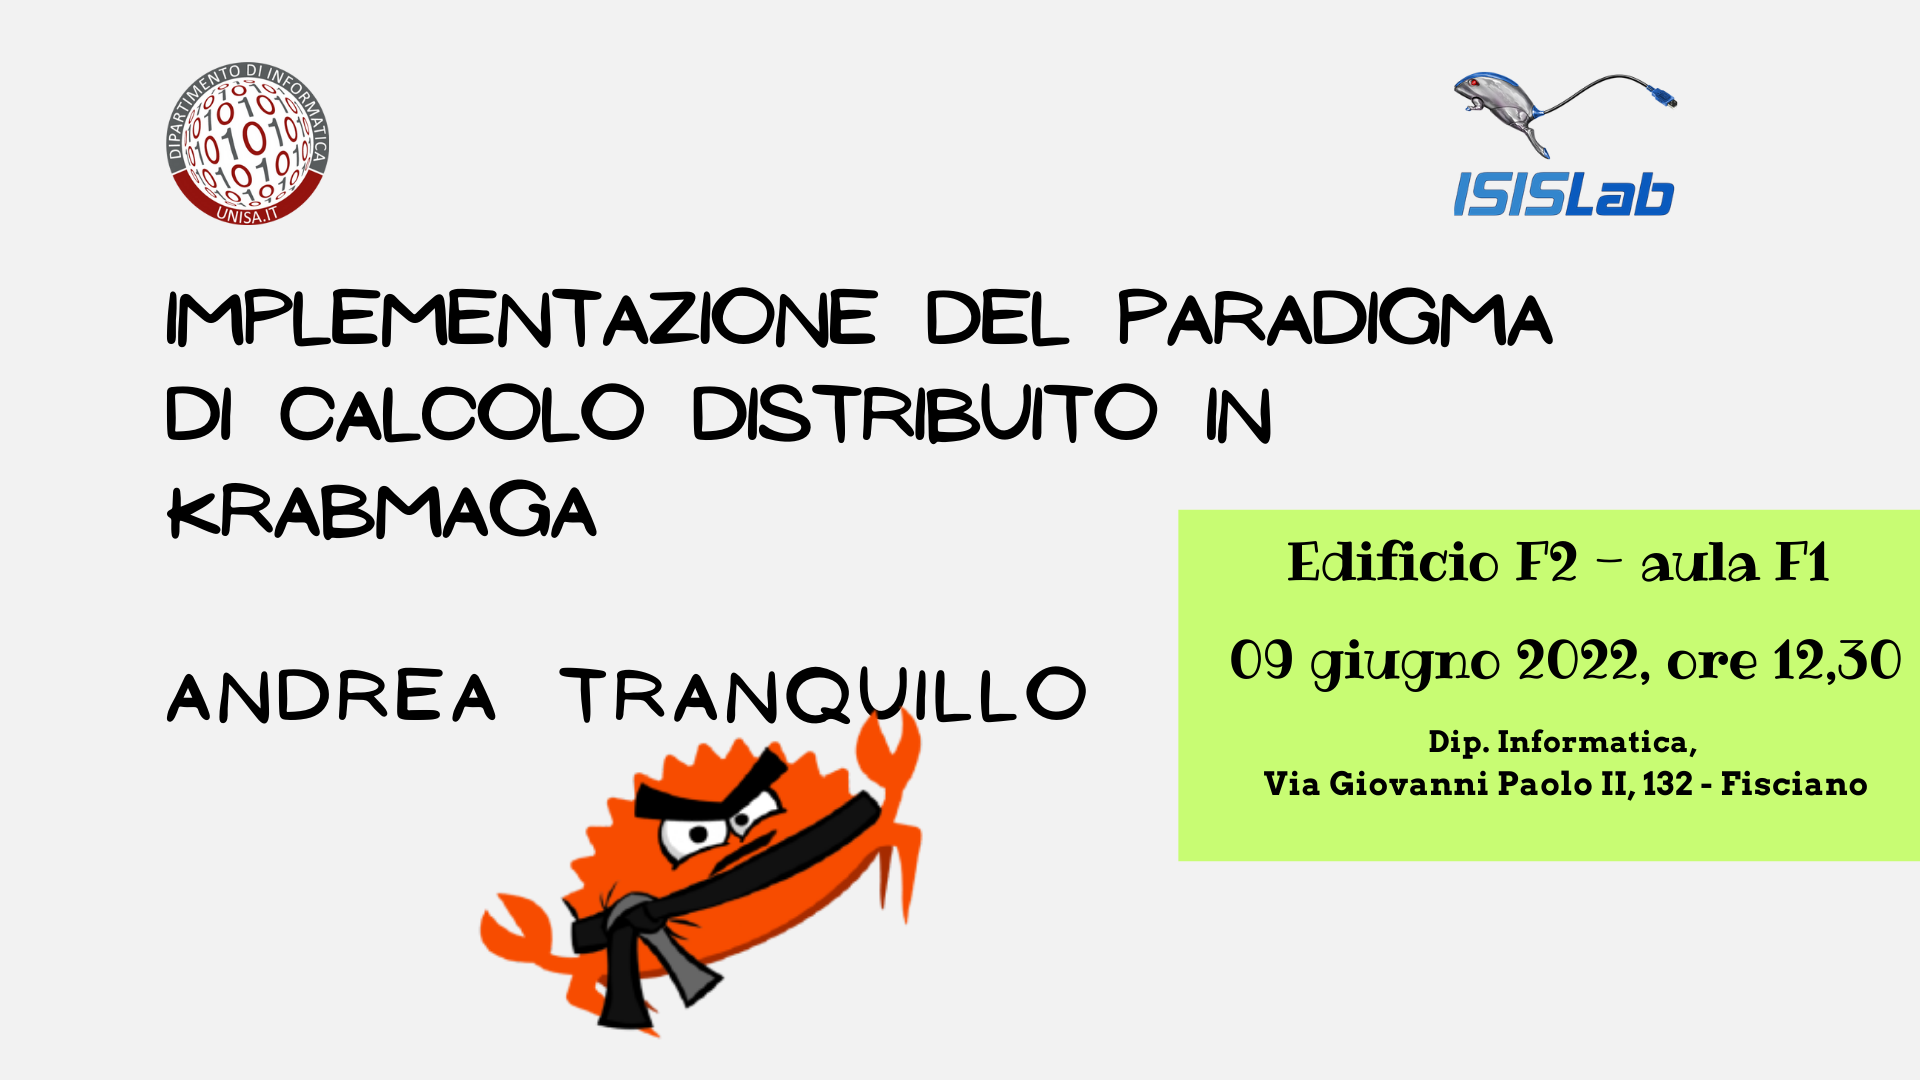 DIPARTIMENTO DI INFORMATICA
UNISA.IT
ISISLab
IMPLEMENTAZIONE DEL PARADIGMA
DI CALCOLO DISTRIBUITO IN
KRABMAGA
ANDREA TRANQUILLO
Edificio F2 - aula F1
09 giugno 2022, ore 12,30
Dip. Informatica,
Via Giovanni Paolo II, 132 - Fisciano